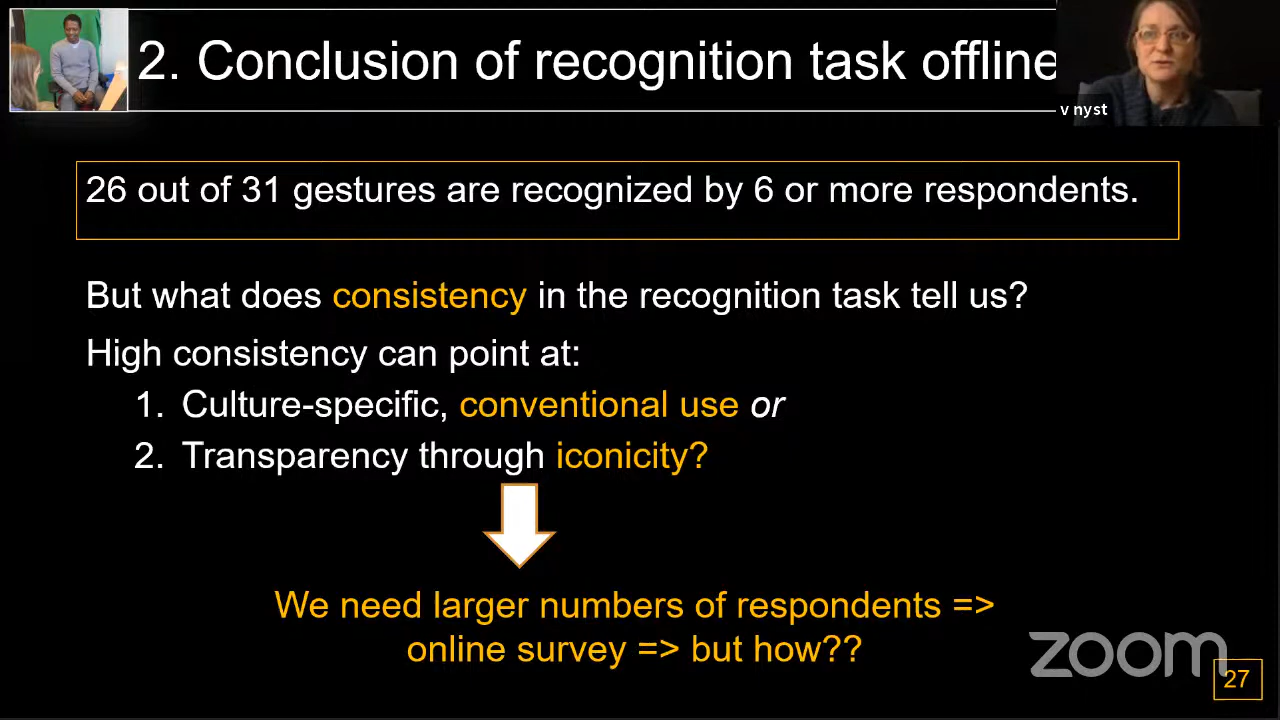 2. Conclusion of recognition task offline
v nyst
26 out of 31 gestures are recognized by 6 or more respondents.
But what does consistency in the recognition task tell us?
High consistency can point at:
1. Culture-specific, conventional use or
2. Transparency through iconicity?
We need larger numbers of respondents =>
online survey => but how??
zoom
27